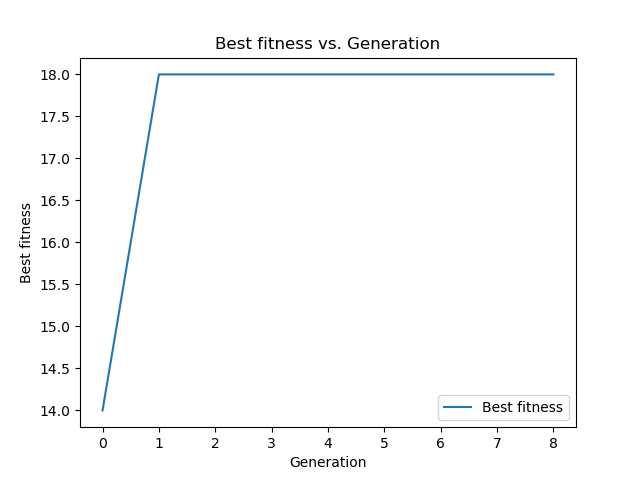 Best fitness vs. Generation
18.0
17.5
17.0
16.5
16.0
15.5
15.0
14.5
14.0
Best fitness
Best fitness
0 1 2 3 4 5 6 7 8
Generation